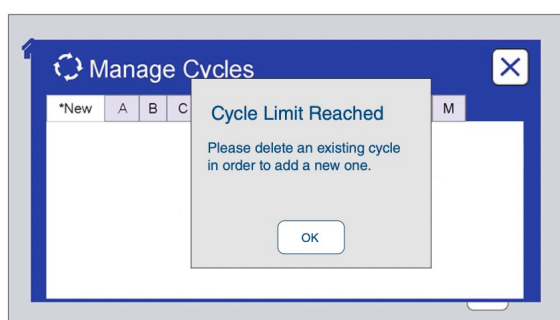 Manage Cycles
*New A B C M
Cycle Limit Reached
Please delete an existing cycle
in order to add a new one.
OK